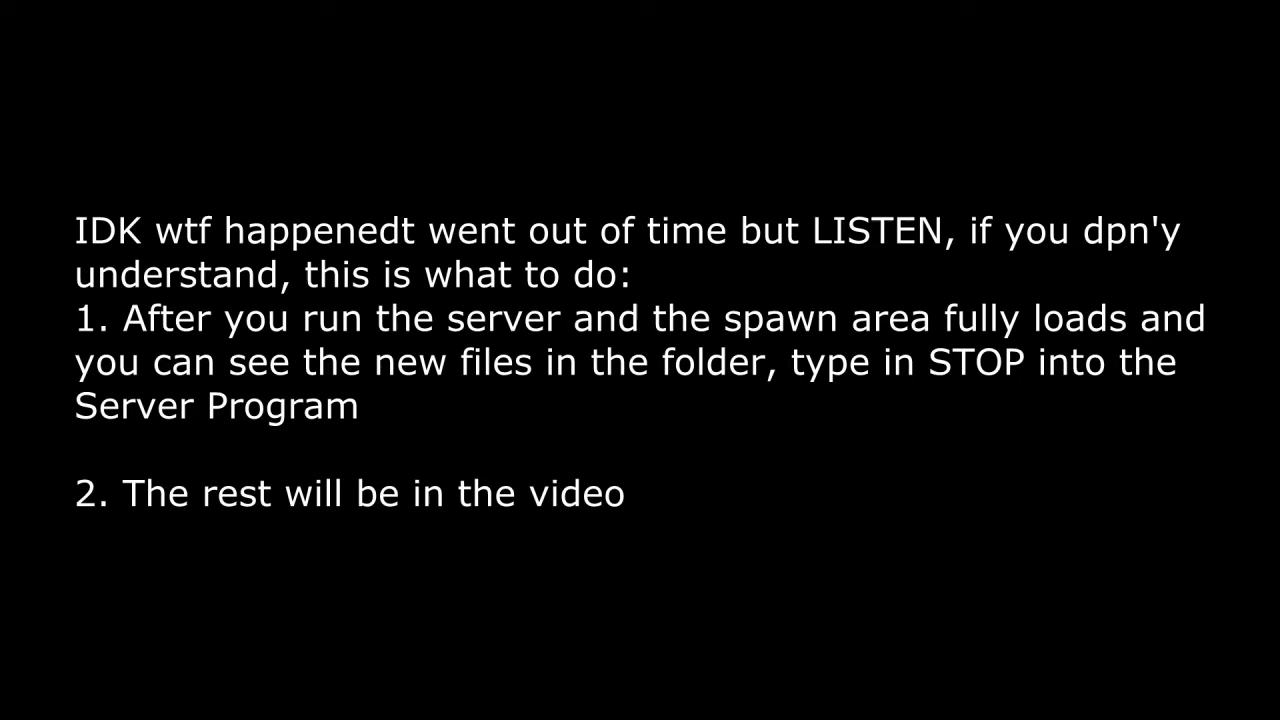 IDK wtf happenedt went out of time but LISTEN, if you dpn'y
understand, this is what to do:
1. After you run the server and the spawn area fully loads and
you can see the new files in the folder, type in STOP into the
Server Program
2. The rest will be in the video